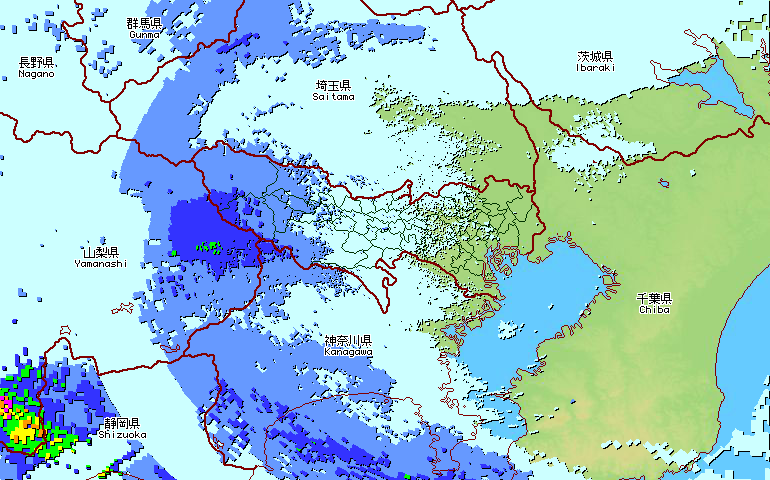 群馬県
Gunma
長野県
Nagano
茨城県
Ibaraki
埼玉県
Saitama
山梨県
Yamanashi
千葉県
Chiba
神奈川県
Kanagawa
静岡県
Shizuoka